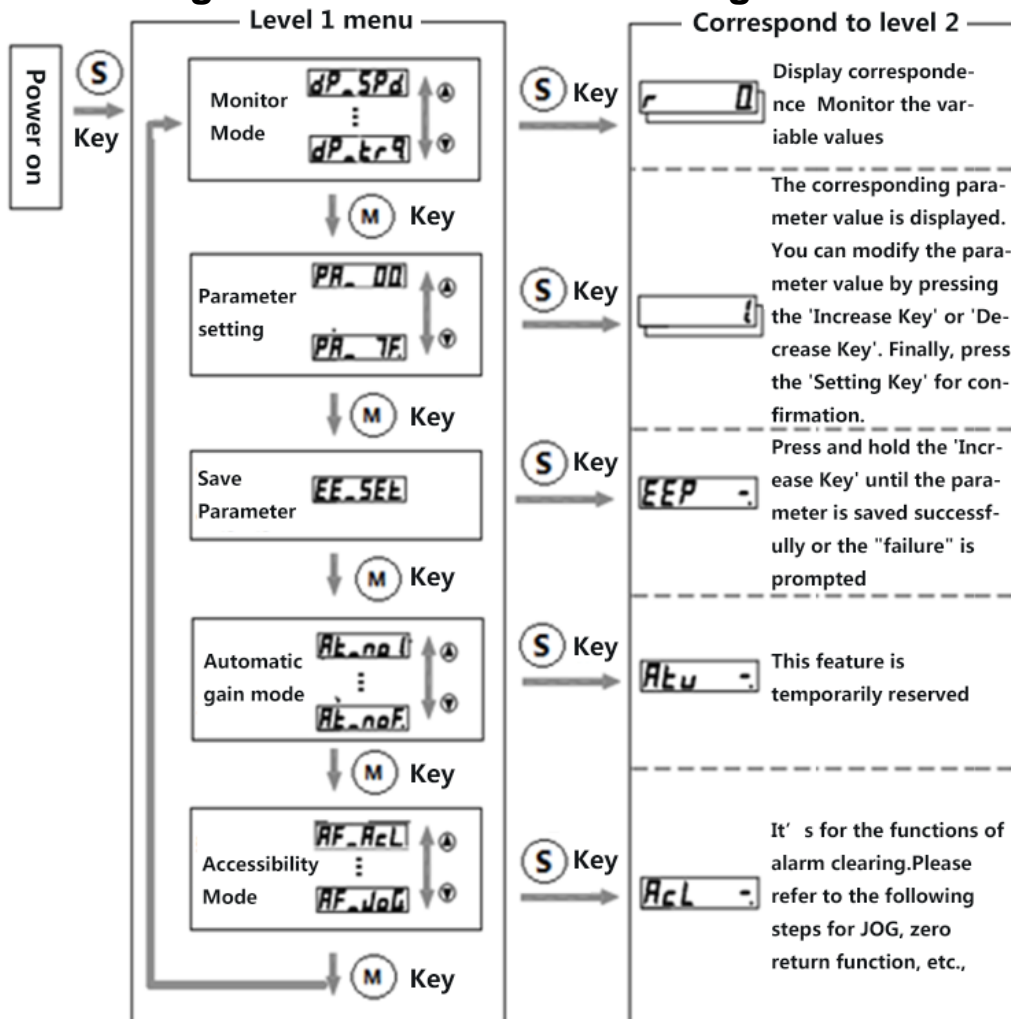 Level 1 menu
Correspond to level 2
Power on
S
Key
Monitor
Mode
dP_SPd
dP_trq.
S Key
r 0.
Display corresponde-
nce Monitor the var-
iable values
M Key
Parameter
setting
PA_ 00.
PA_ 7F.
S Key
The corresponding para-
meter value is displayed.
You can modify the para-
meter value by pressing
the 'Increase Key' or 'De-
crease Key'. Finally, press
the 'Setting Key' for con-
firmation.
M Key
Save
Parameter
EE_SEt
S Key
EEP -.
Press and hold the 'Incr-
ease Key' until the para-
meter is saved successf-
ully or the "failure" is
prompted
M Key
Automatic
gain mode
At_no1.
At_noF.
S Key
Atu -.
This feature is
temporarily reserved
M Key
Accessibility
Mode
AF_AcL
AF_JoG
S Key
AcL -.
It’ s for the functions of
alarm clearing.Please
refer to the following
steps for JOG, zero
return function, etc.,
M Key